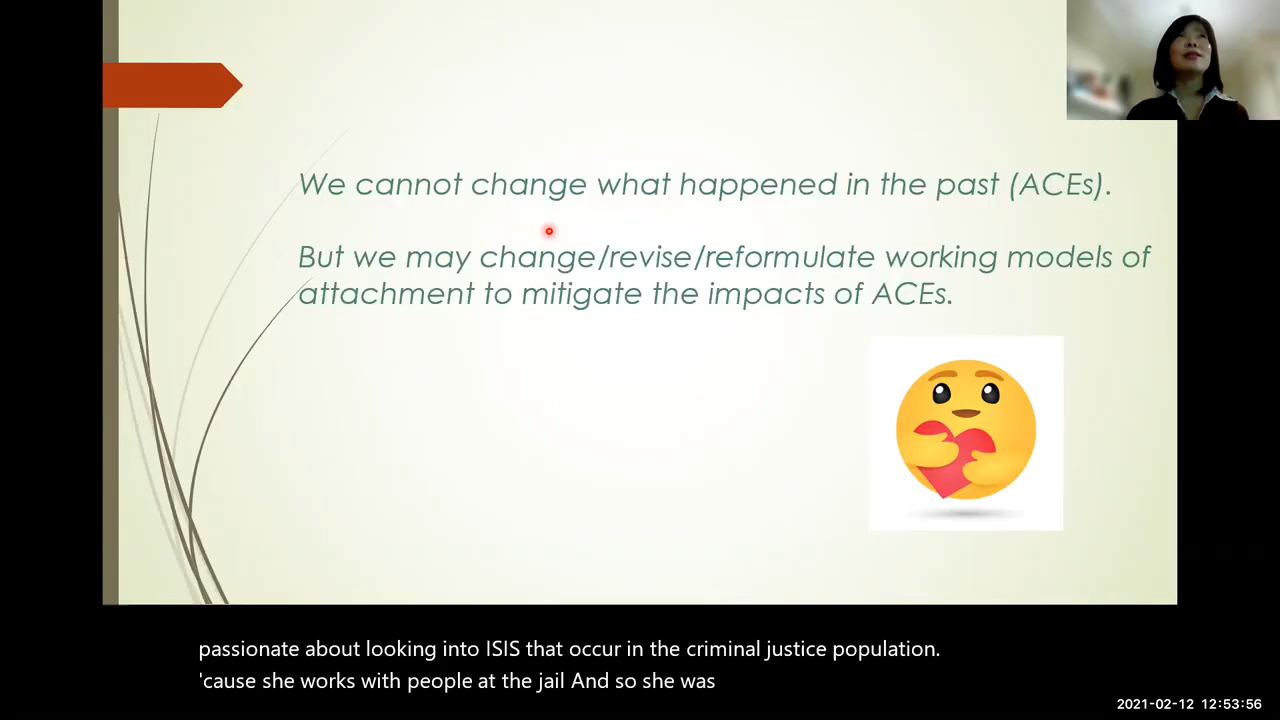 We cannot change what happened in the past (ACEs).
But we may change/revise/reformulate working models of
attachment to mitigate the impacts of ACEs.
passionate about looking into ISIS that occur in the criminal justice population.
'cause she works with people at the jail And so she was
2021-02-12 12:53:56